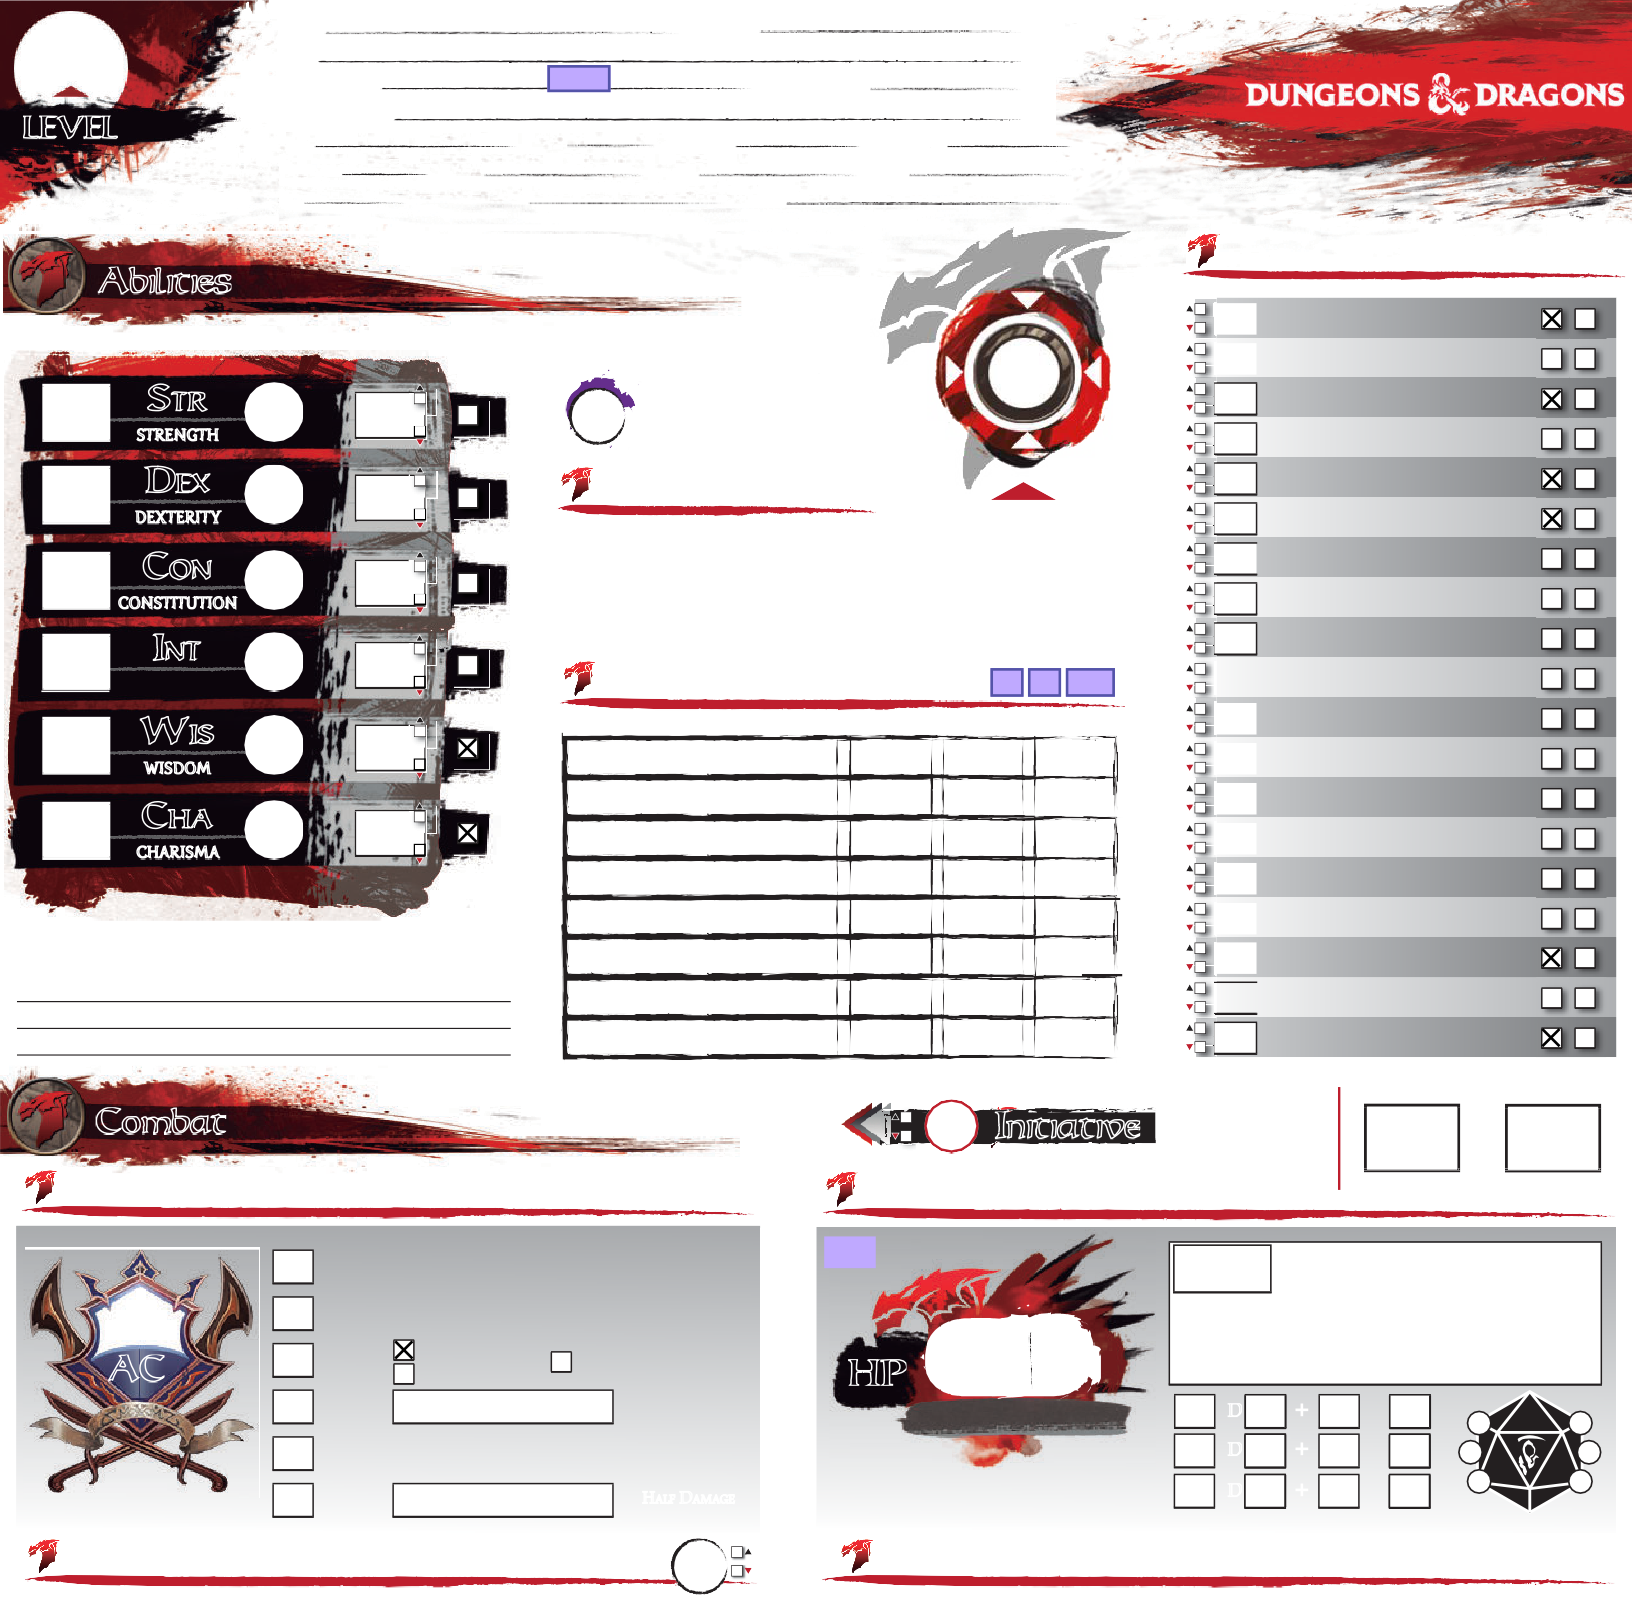 LEVEL
DUNGEONS & DRAGONS
Abilities
STR
STRENGTH
DEX
DEXTERITY
CON
CONSTITUTION
INT
WIS
WISDOM
CHA
CHARISMA
Combat
Initiative
AC
HP
D +
D +
D +
HALF DAMAGE